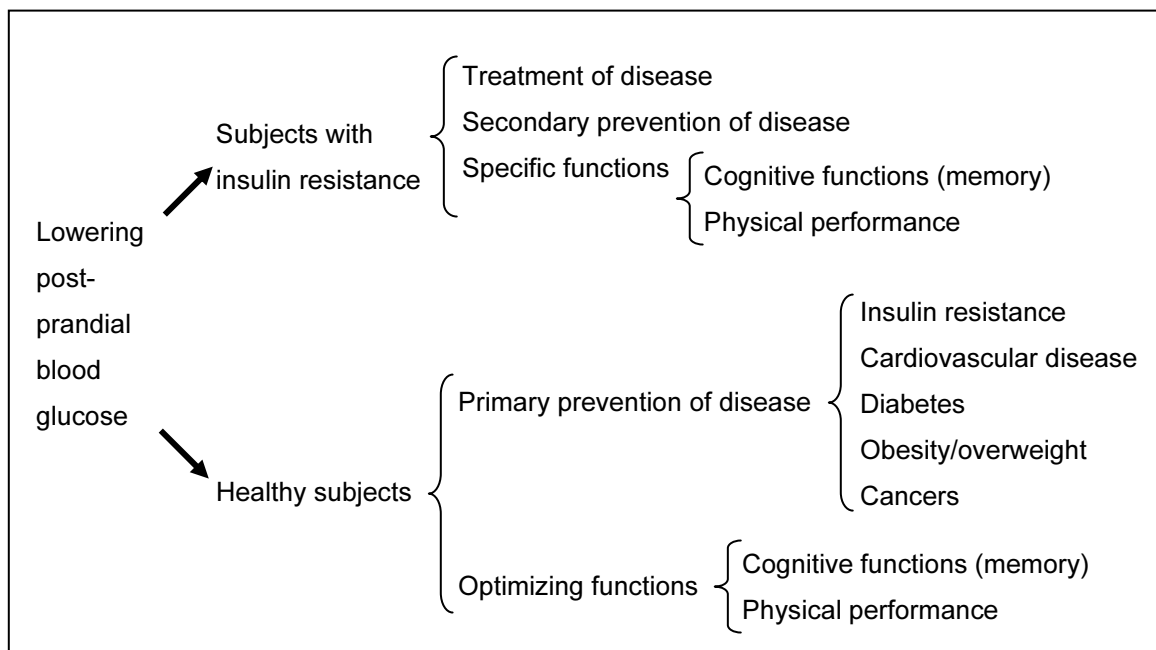 Lowering
post-
prandial
blood
glucose
Subjects with
insulin resistance
Treatment of disease
Secondary prevention of disease
Specific functions
Cognitive functions (memory)
Physical performance
Healthy subjects
Primary prevention of disease
Insulin resistance
Cardiovascular disease
Diabetes
Obesity/overweight
Cancers
Optimizing functions
Cognitive functions (memory)
Physical performance